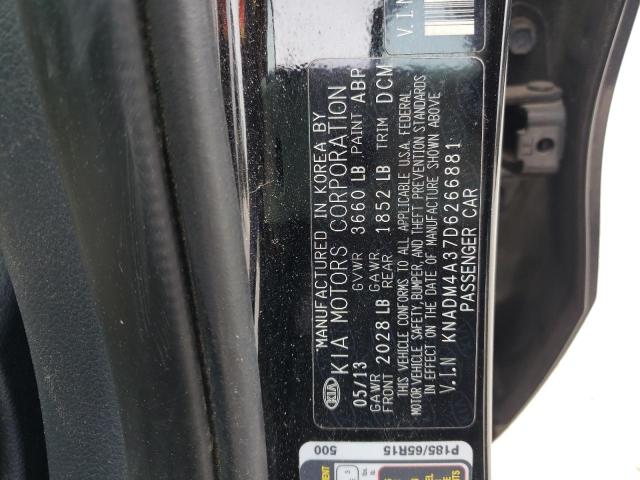 V.I.N
*MANUFACTURED IN KOREA BY
KIA KIA MOTORS CORPORATION
05/13 GVWR 3660 LB PAINT ABP
GAWR FRONT 2028 LB GAWR REAR 1852 LB TRIM DCM
THIS VEHICLE CONFORMS TO ALL APPLICABLE U.S.A. FEDERAL
MOTOR VEHICLE SAFETY, BUMPER, AND THEFT PREVENTION STANDARDS
IN EFFECT ON THE DATE OF MANUFACTURE SHOWN ABOVE
V.I.N KNADM4A37D6266881
PASSENGER CAR
P185/65R15
500